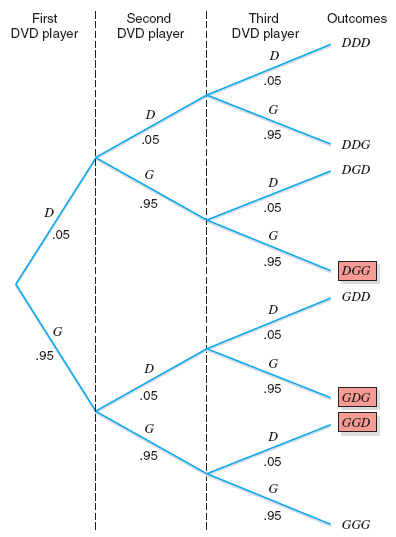 First Second Third Outcomes
DVD player DVD player DVD player
DDD
D
.05
D
.05
G
.95
DDG
DGD
G
.95
D
.05
D
.05
G
.95
DGG
GDD
G
.95
D
.05
D
.05
G
.95
GDG
GGD
G
.95
D
.05
G
.95
GGG